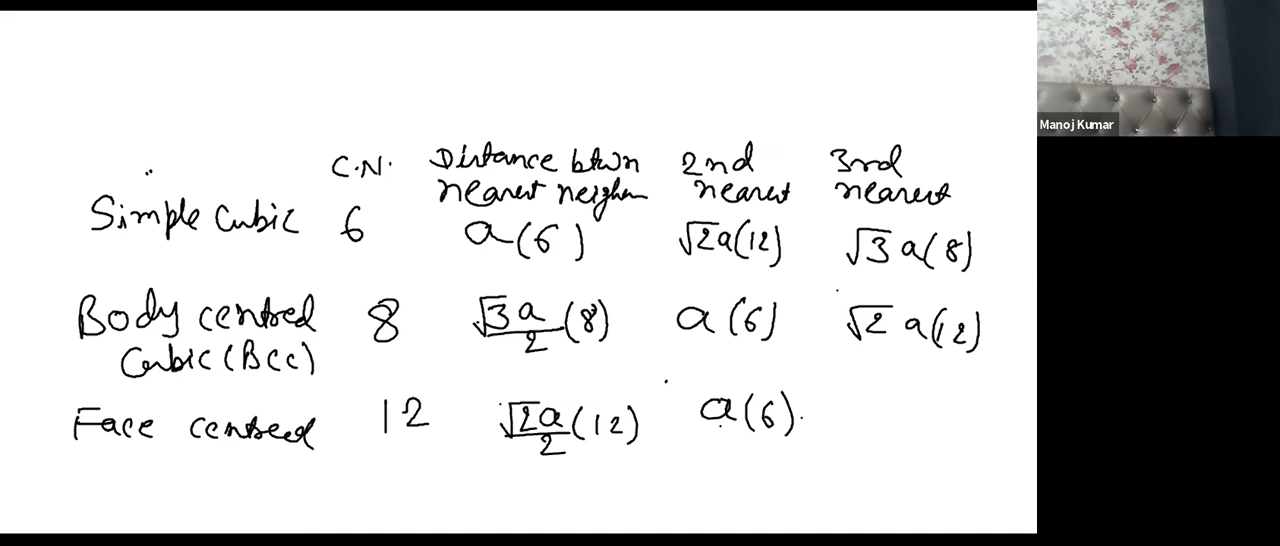 Manoj Kumar
C.N. Distance btwn 2nd 3rd
nearest neighbn nearest nearest
Simple Cubic 6 a(6) √2a(12) √3 a(8)
Body centred 8 √3a/2 (8) a(6) √2 a(12)
Cubic (BCC)
Face centred 12 √2a/2 (12) a(6)